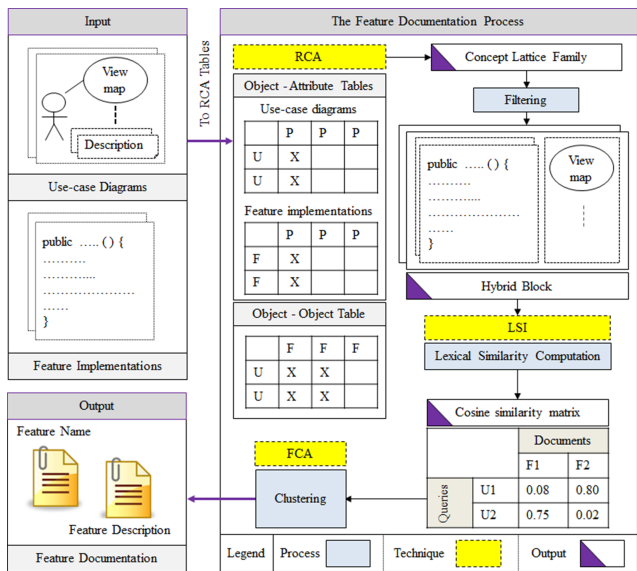 Input
View
map
Description
Use-case Diagrams
public ..... () {
..........
.............
......................
......
}
Feature Implementations
To RCA Tables
The Feature Documentation Process
RCA
Object - Attribute Tables
Use-case diagrams
P P P
U X
U X
Feature implementations
P P P
F X
F X
Object - Object Table
F F F
U X X
U X X
Concept Lattice Family
Filtering
public ..... () {
..........
.............
......................
......
}
View
map
Hybrid Block
LSI
Lexical Similarity Computation
Cosine similarity matrix
Documents
F1 F2
Queries
U1 0.08 0.80
U2 0.75 0.02
FCA
Clustering
Output
Feature Name
Feature Description
Feature Documentation
Legend Process Technique Output